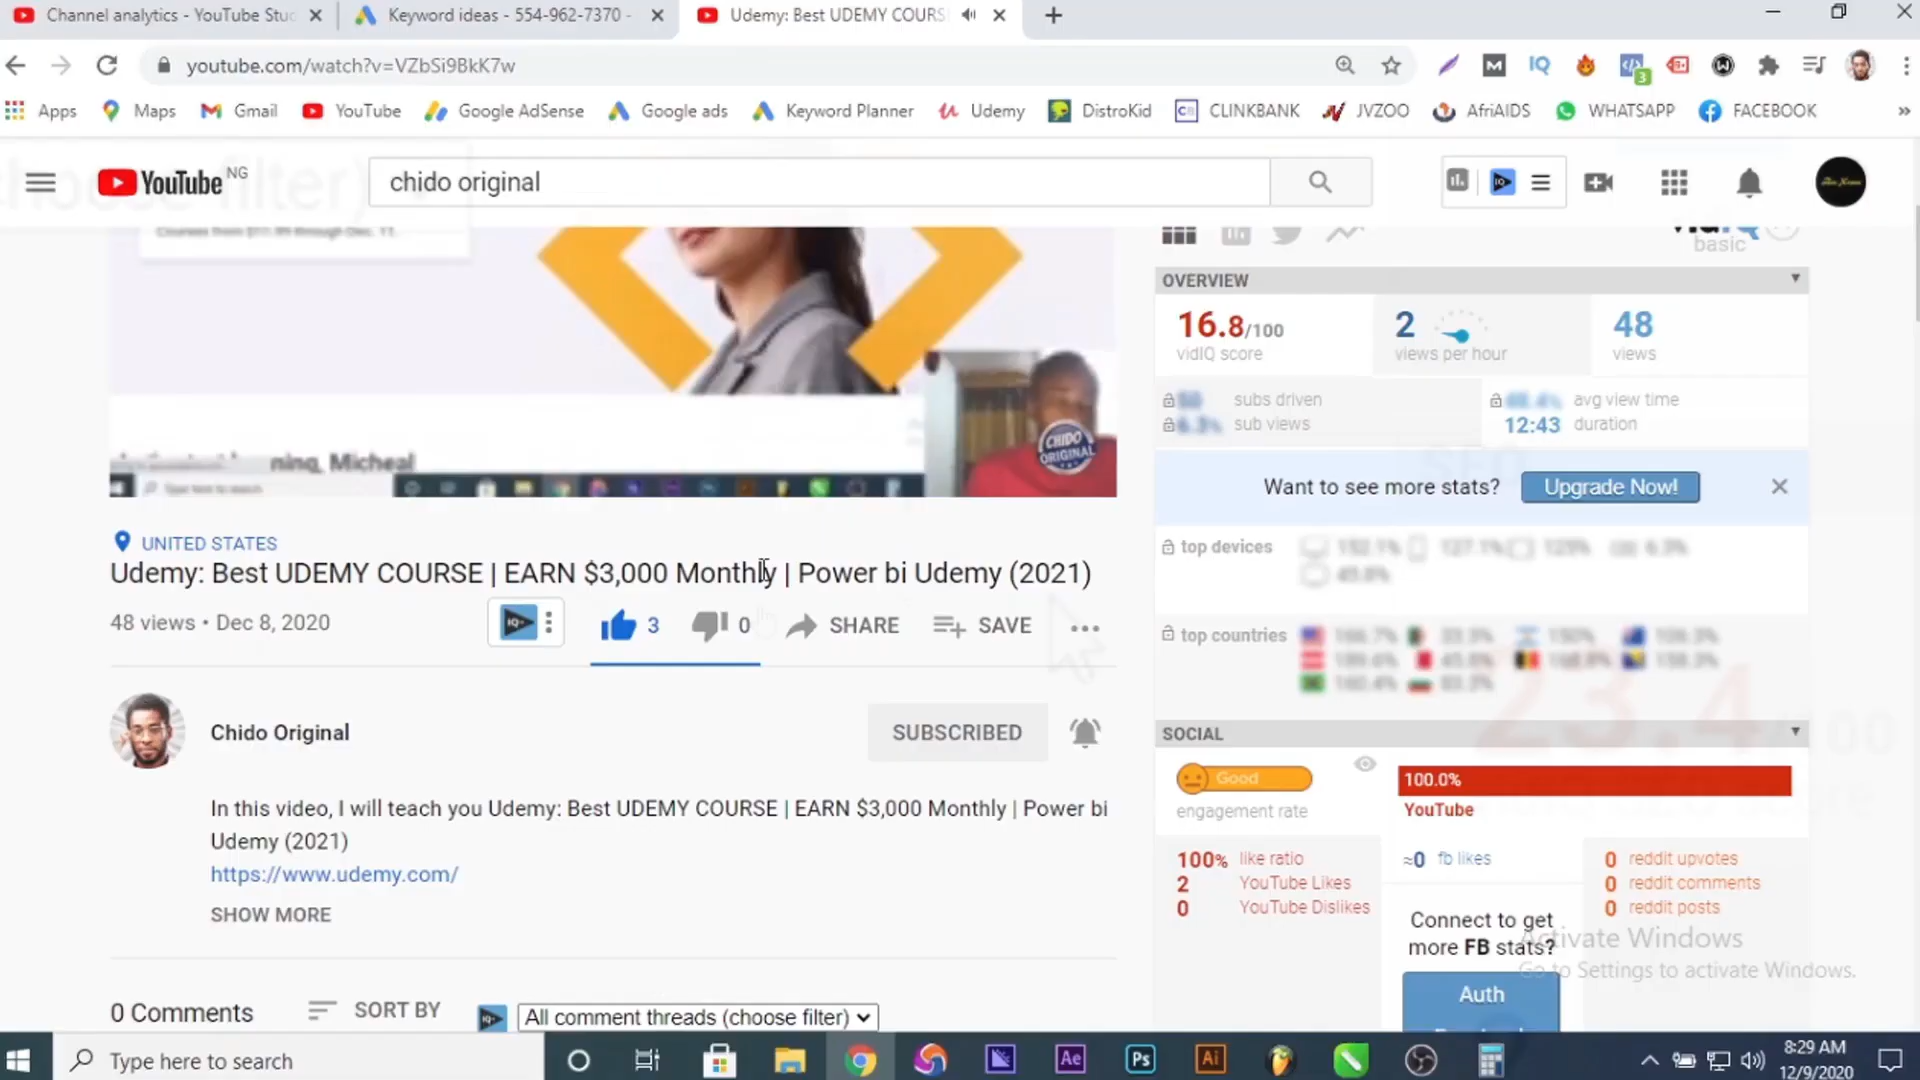 Channel analytics - YouTube Stud
Keyword ideas - 554-962-7370 -
Udemy: Best UDEMY COURS
youtube.com/watch?v=VZbSi9BkK7w
Apps
Maps
Gmail
YouTube
Google AdSense
Google ads
Keyword Planner
Udemy
DistroKid
CLINKBANK
JVZOO
AfriAIDS
WHATSAPP
FACEBOOK
YouTube NG
chido original
ning, Micheal
CHIDO ORIGINAL
UNITED STATES
Udemy: Best UDEMY COURSE | EARN $3,000 Monthly | Power bi Udemy (2021)
48 views • Dec 8, 2020
3
0
SHARE
SAVE
Chido Original
SUBSCRIBED
In this video, I will teach you Udemy: Best UDEMY COURSE | EARN $3,000 Monthly | Power bi
Udemy (2021)
https://www.udemy.com/
SHOW MORE
0 Comments
SORT BY
All comment threads (choose filter)
basic
OVERVIEW
16.8/100
vidIQ score
2
views per hour
48
views
subs driven
sub views
avg view time
12:43 duration
Want to see more stats?
Upgrade Now!
top devices
top countries
SOCIAL
Good
engagement rate
100.0%
YouTube
100% like ratio
2 YouTube Likes
0 YouTube Dislikes
≈0 fb likes
0 reddit upvotes
0 reddit comments
0 reddit posts
Connect to get
more FB stats?
Auth
Activate Windows
Go to Settings to activate Windows.
23.4/100
Type here to search
8:29 AM
12/9/2020